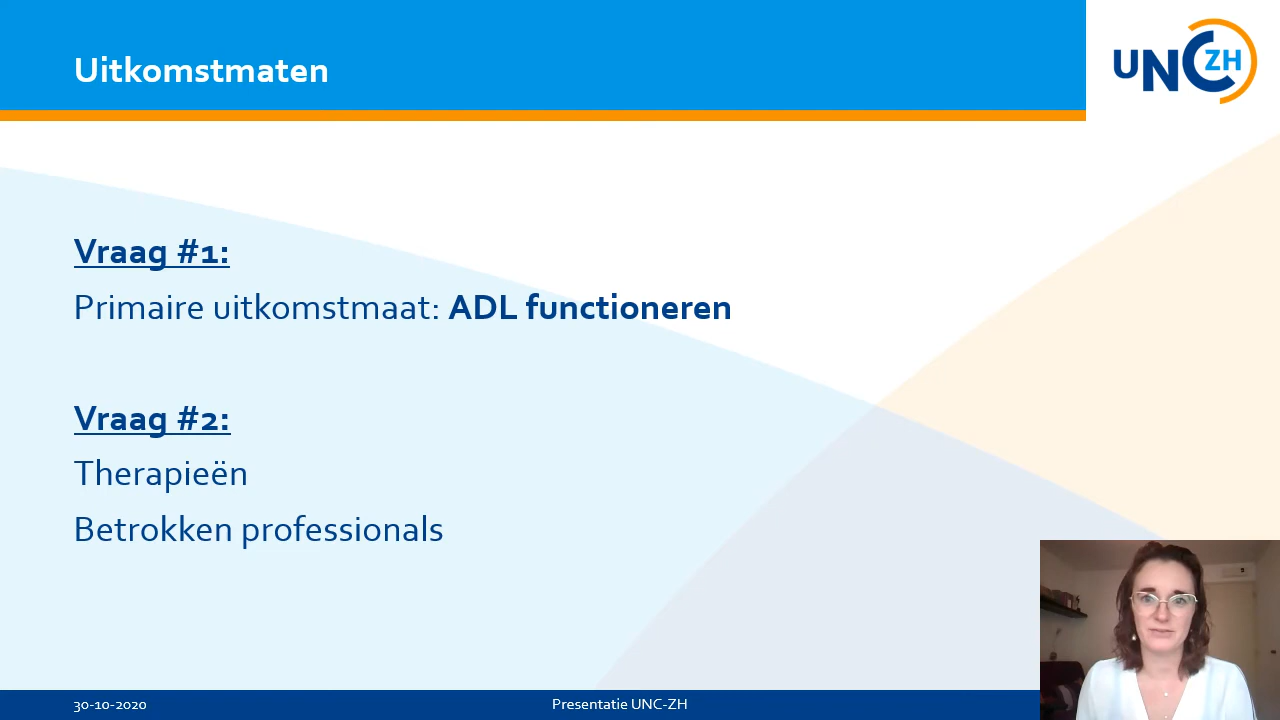 Uitkomstmaten
UNC ZH
Vraag #1:
Primaire uitkomstmaat: ADL functioneren
Vraag #2:
Therapieën
Betrokken professionals
30-10-2020
Presentatie UNC-ZH